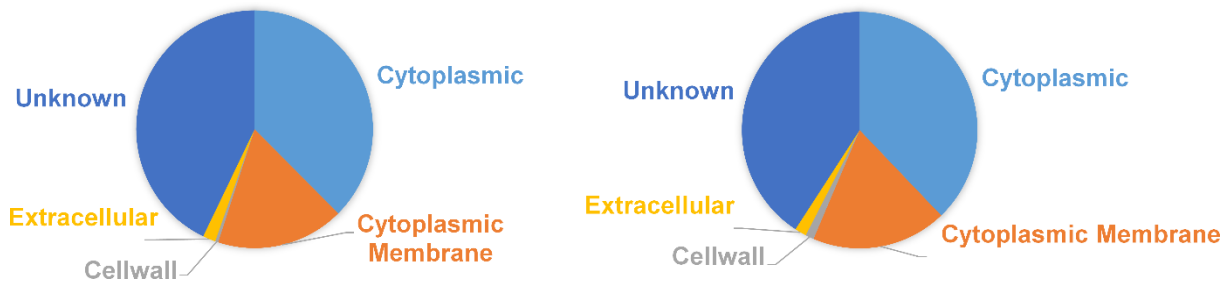 Cytoplasmic
Unknown
Extracellular
Cytoplasmic
Membrane
Cellwall
Cytoplasmic
Unknown
Extracellular
Cytoplasmic Membrane
Cellwall